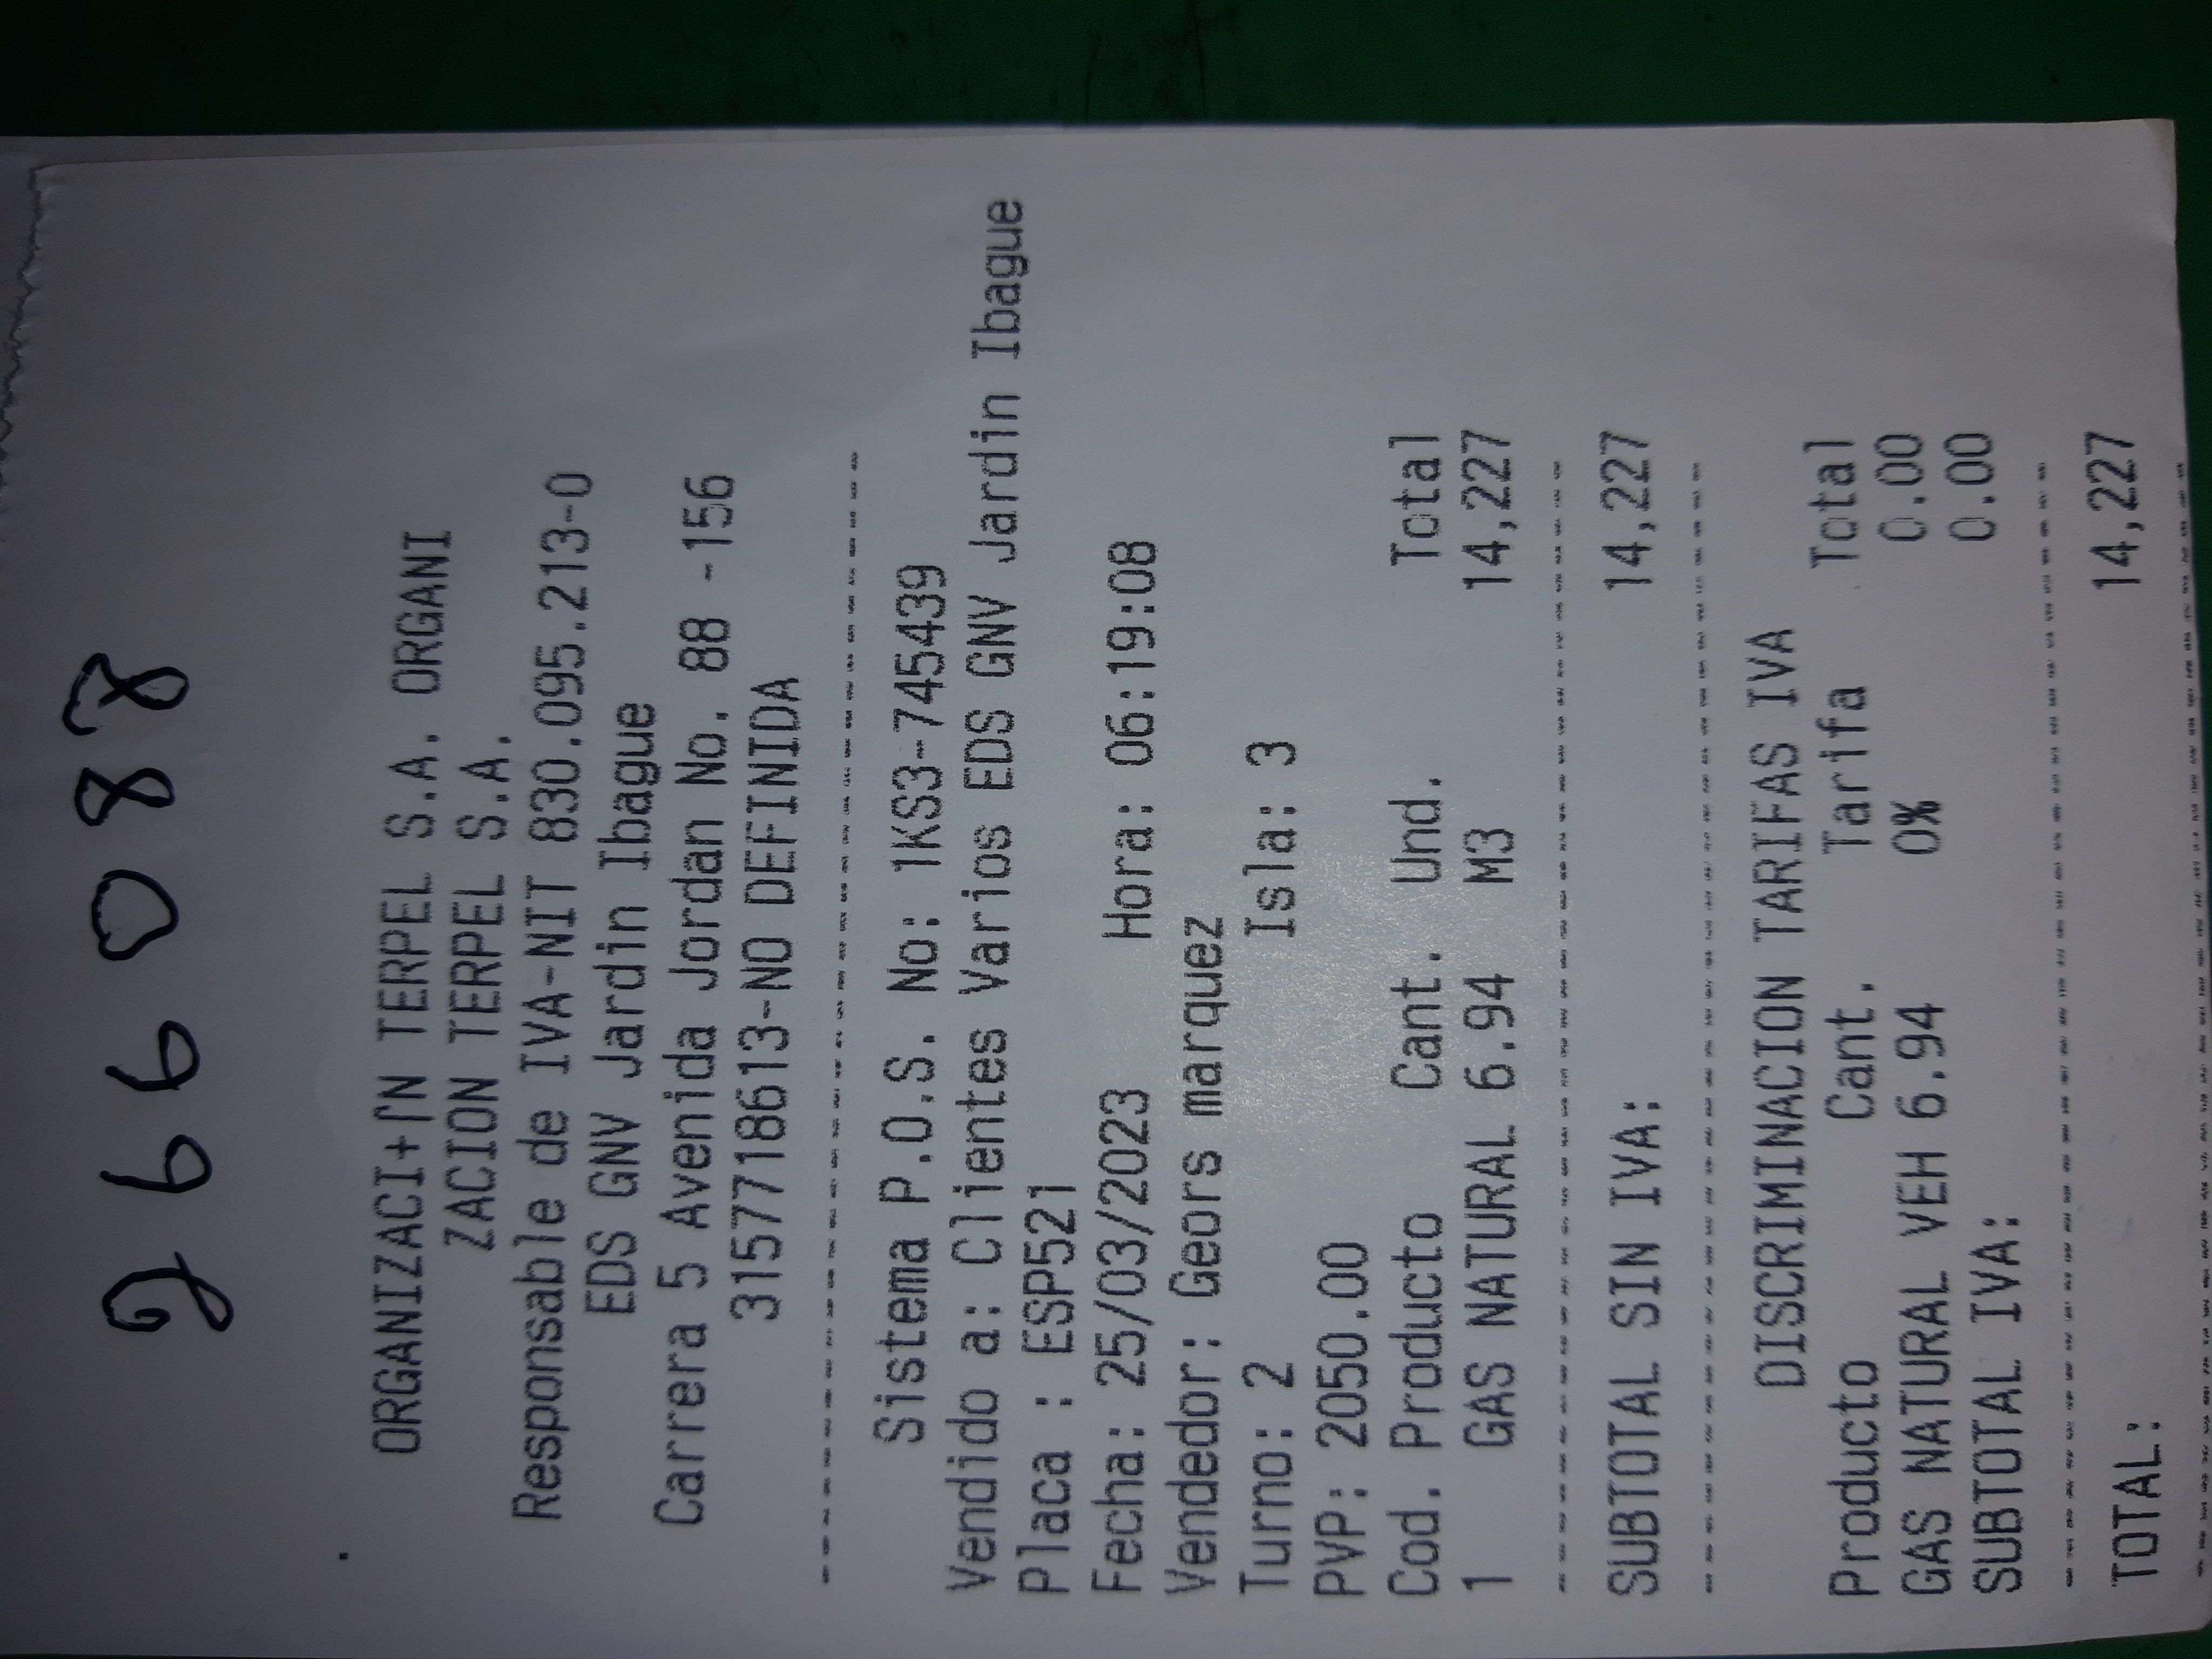 266088
ORGANIZACI+⌈N TERPEL S.A. ORGANI
ZACION TERPEL S.A.
Responsable de IVA-NIT 830.095.213-0
EDS GNV Jardin Ibague
Carrera 5 Avenida Jordan No. 88 -156
3157718613-NO DEFINIDA
Sistema P.O.S. No: 1KS3-745439
Vendido a: Clientes Varios EDS GNV Jardin Ibague
Placa : ESP521
Fecha: 25/03/2023 Hora: 06:19:08
Vendedor: Geors marquez
Turno: 2 Isla: 3
PVP: 2050.00
Cod. Producto Cant. Und. Total
1 GAS NATURAL 6.94 M3 14,227
SUBTOTAL SIN IVA: 14,227
DISCRIMINACION TARIFAS IVA
Producto Cant. Tarifa Total
GAS NATURAL VEH 6.94 0% 0.00
SUBTOTAL IVA: 0.00
TOTAL: 14,227